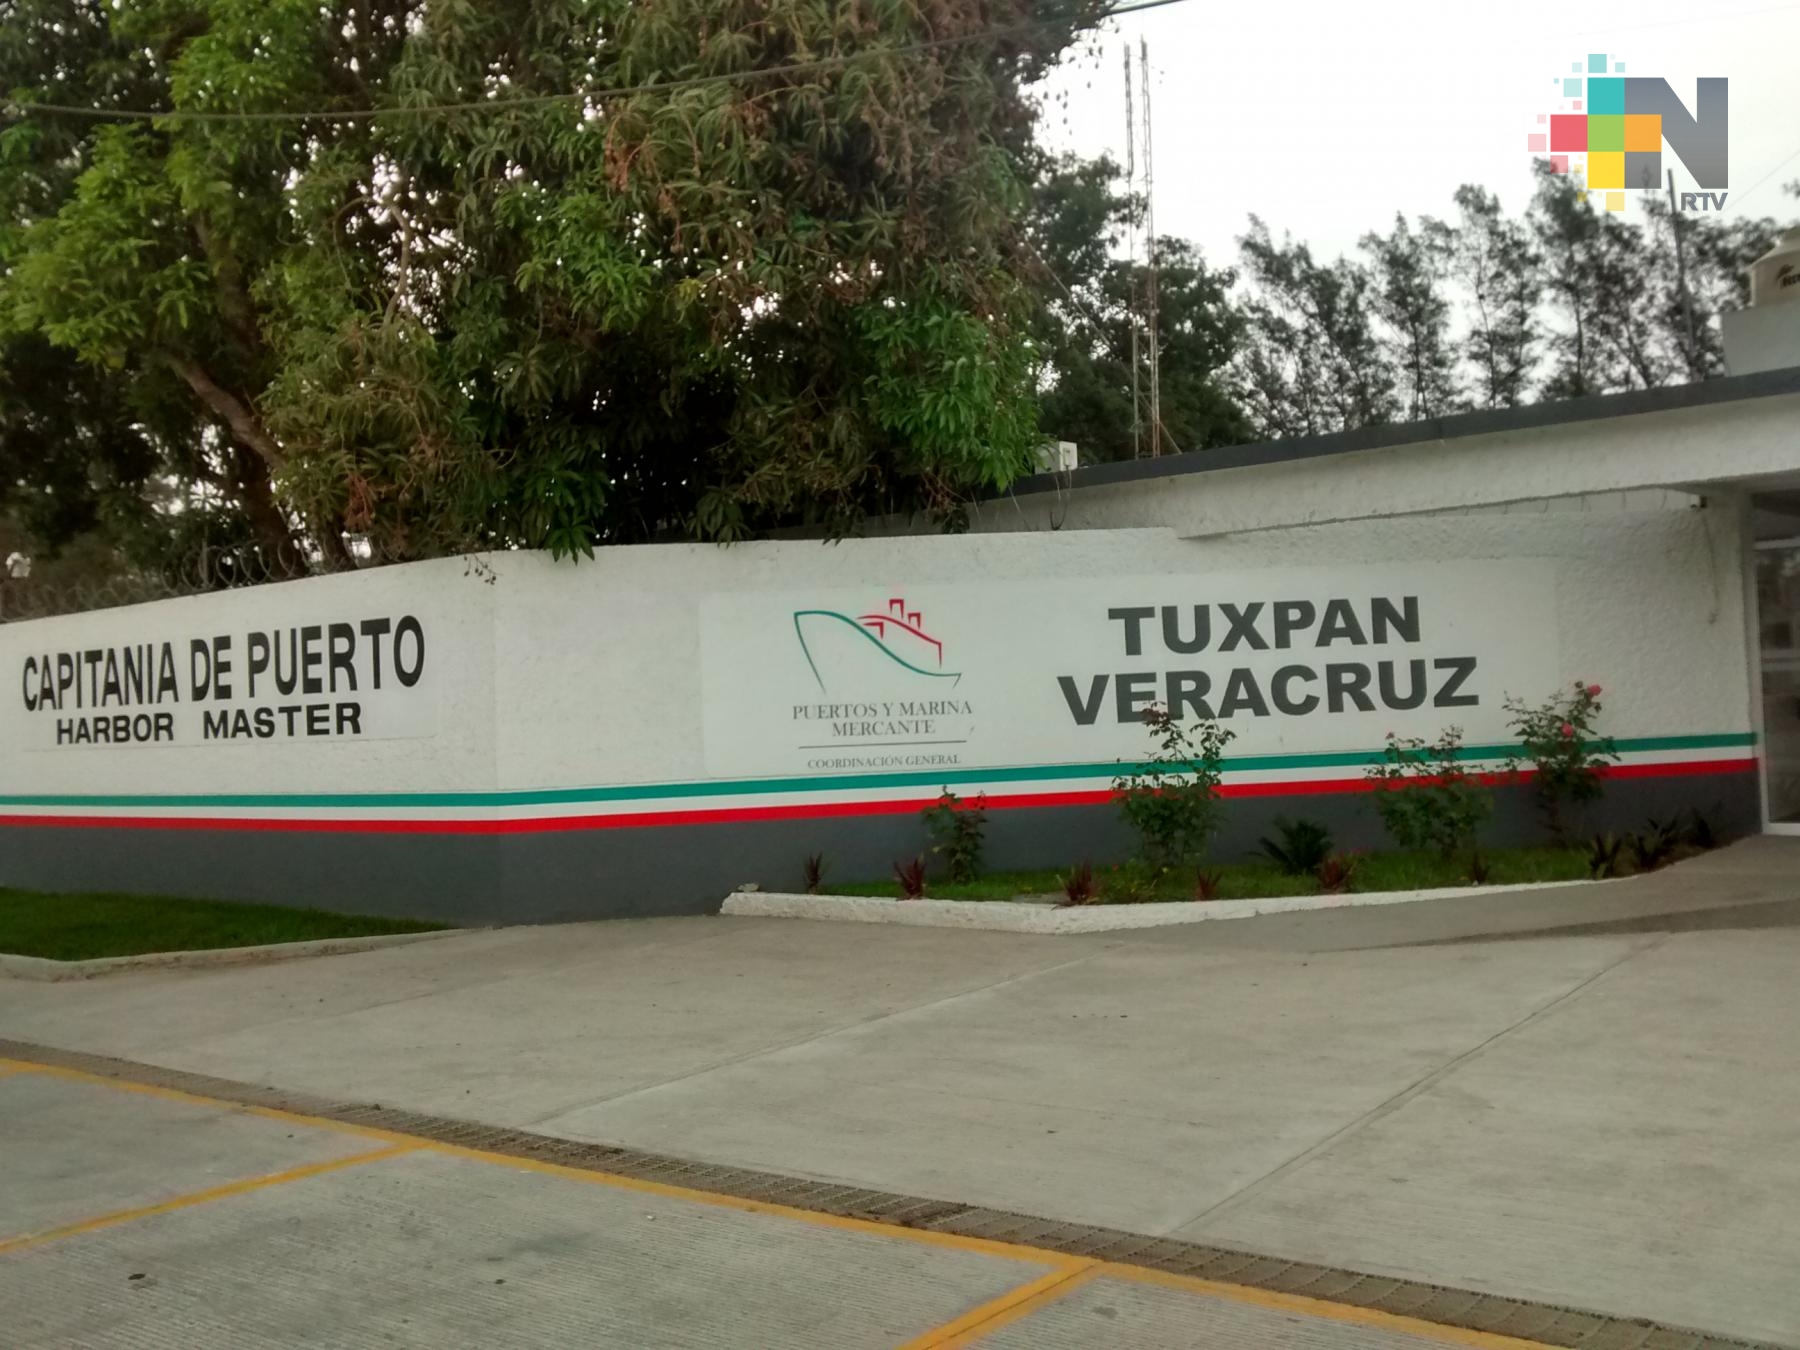 N
RTV
CAPITANIA DE PUERTO
HARBOR MASTER
PUERTOS Y MARINA
MERCANTE
COORDINACIÓN GENERAL
TUXPAN
VERACRUZ